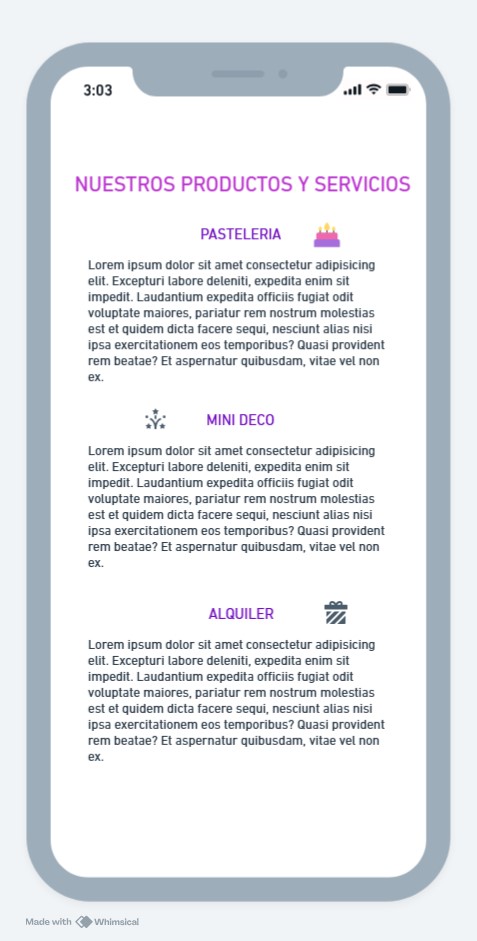 3:03
NUESTROS PRODUCTOS Y SERVICIOS
PASTELERIA
Lorem ipsum dolor sit amet consectetur adipisicing
elit. Excepturi labore deleniti, expedita enim sit
impedit. Laudantium expedita officiis fugiat odit
voluptate maiores, pariatur rem nostrum molestias
est et quidem dicta facere sequi, nesciunt alias nisi
ipsa exercitationem eos temporibus? Quasi provident
rem beatae? Et aspernatur quibusdam, vitae vel non
ex.
MINI DECO
Lorem ipsum dolor sit amet consectetur adipisicing
elit. Excepturi labore deleniti, expedita enim sit
impedit. Laudantium expedita officiis fugiat odit
voluptate maiores, pariatur rem nostrum molestias
est et quidem dicta facere sequi, nesciunt alias nisi
ipsa exercitationem eos temporibus? Quasi provident
rem beatae? Et aspernatur quibusdam, vitae vel non
ex.
ALQUILER
Lorem ipsum dolor sit amet consectetur adipisicing
elit. Excepturi labore deleniti, expedita enim sit
impedit. Laudantium expedita officiis fugiat odit
voluptate maiores, pariatur rem nostrum molestias
est et quidem dicta facere sequi, nesciunt alias nisi
ipsa exercitationem eos temporibus? Quasi provident
rem beatae? Et aspernatur quibusdam, vitae vel non
ex.
Made with Whimsical